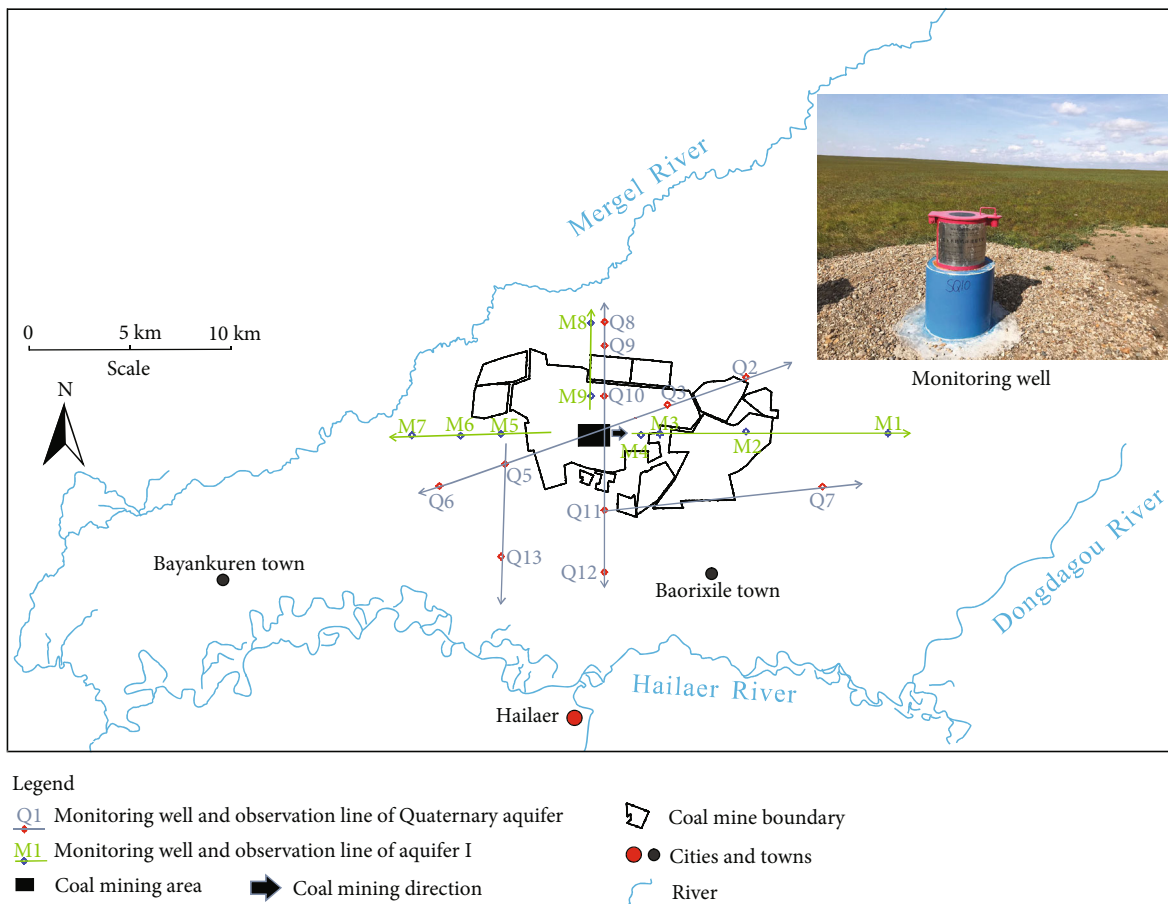 Mergel River
0 5 km 10 km
Scale
N
SQ10
Monitoring well
M8 Q8
Q9
Q2
M9 Q10 Q3
M7 M6 M5 M3 M1
M4 M2
Q5
Q6 Q7
Q11
Q13
Q12
Bayankuren town
Baorixile town
Dongdagou River
Hailaer River
Hailaer
Legend
Q1 Monitoring well and observation line of Quaternary aquifer
M1 Monitoring well and observation line of aquifer I
Coal mining area
Coal mining direction
Coal mine boundary
Cities and towns
River